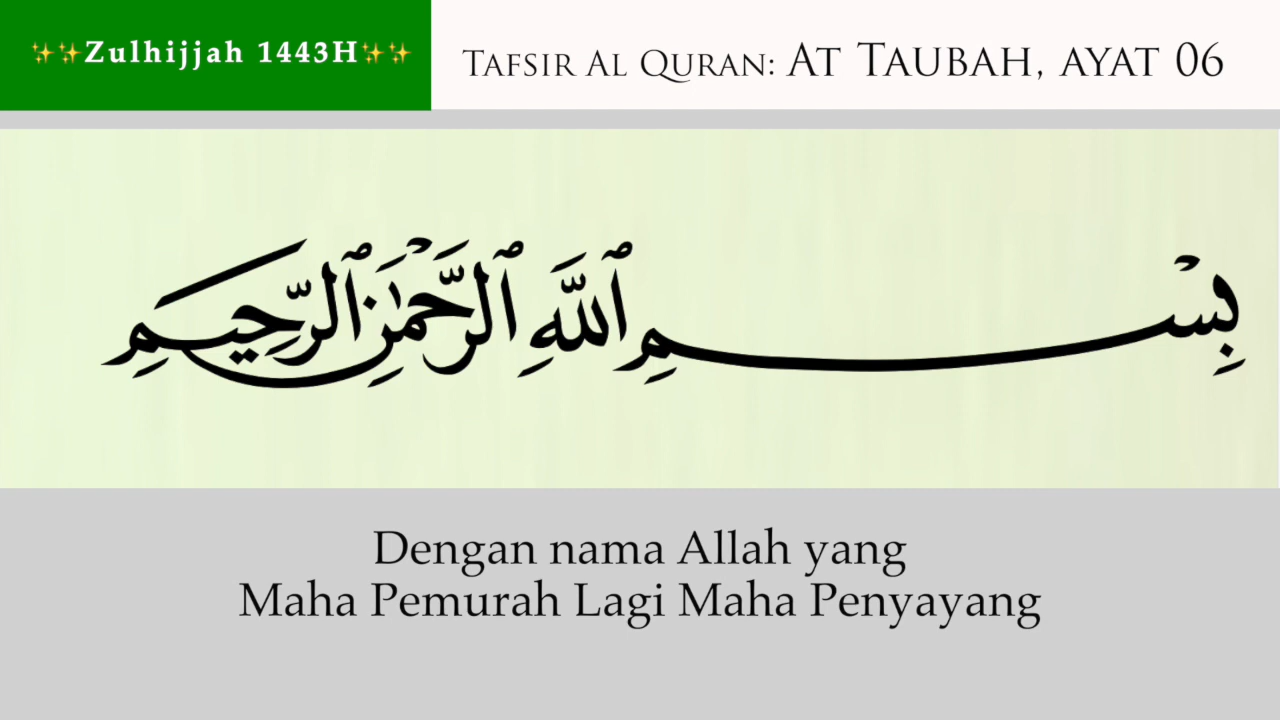 ✨✨Zulhijjah 1443H✨✨
Tafsir Al Quran: At Taubah, ayat 06
بِسْمِ ٱللَّهِ ٱلرَّحْمَٰنِ ٱلرَّحِيمِ
Dengan nama Allah yang
Maha Pemurah Lagi Maha Penyayang